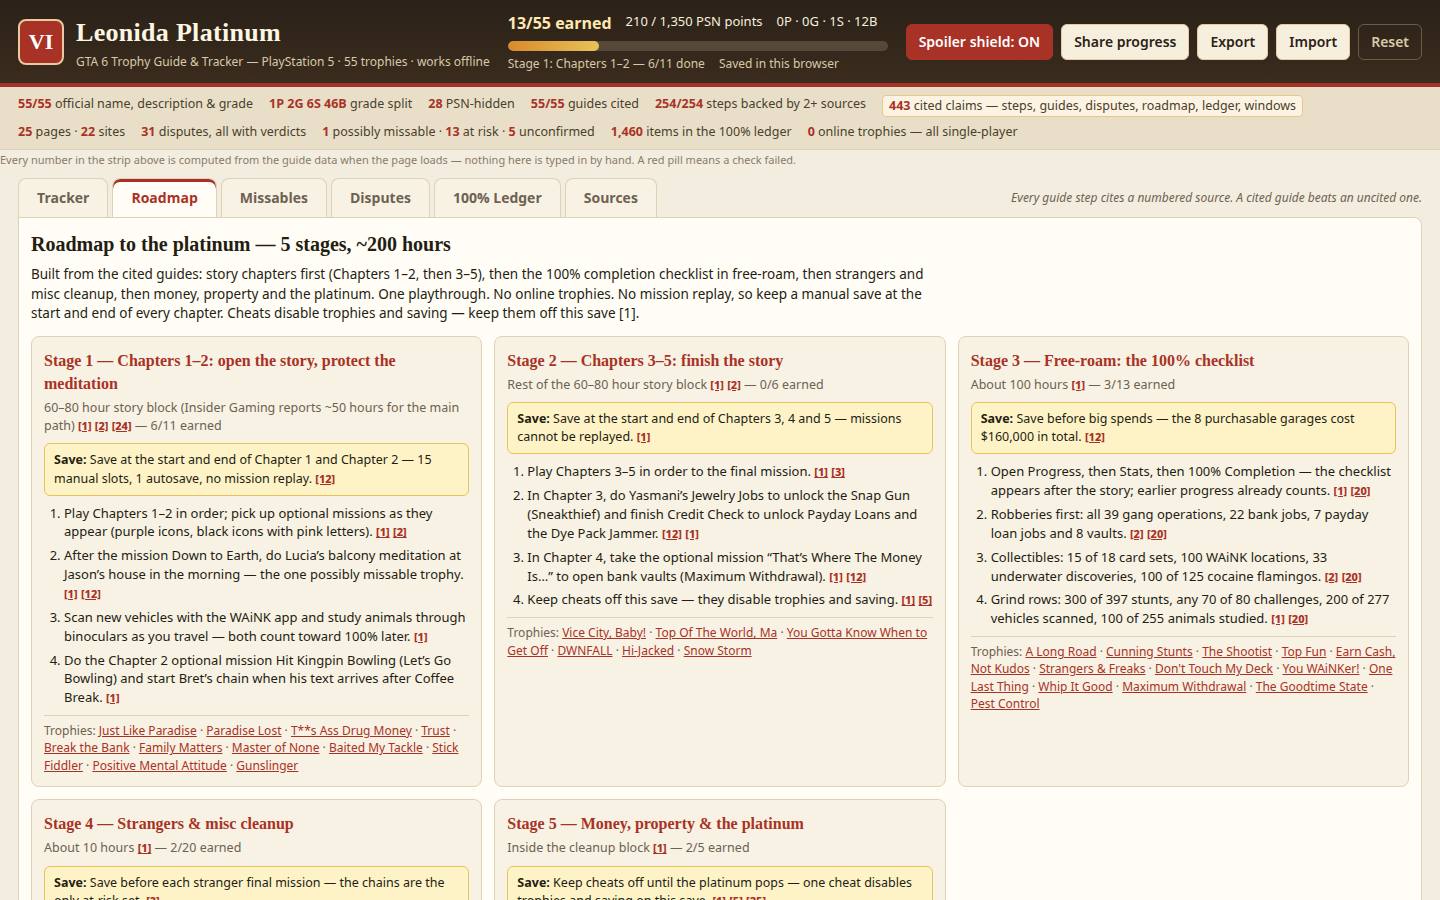 VI
Leonida Platinum
GTA 6 Trophy Guide & Tracker — PlayStation 5 · 55 trophies · works offline
13/55 earned 210 / 1,350 PSN points 0P · 0G · 1S · 12B
Stage 1: Chapters 1–2 — 6/11 done Saved in this browser
Spoiler shield: ON Share progress Export Import Reset
55/55 official name, description & grade 1P 2G 6S 46B grade split 28 PSN-hidden 55/55 guides cited 254/254 steps backed by 2+ sources 443 cited claims — steps, guides, disputes, roadmap, ledger, windows
25 pages · 22 sites 31 disputes, all with verdicts 1 possibly missable · 13 at risk · 5 unconfirmed 1,460 items in the 100% ledger 0 online trophies — all single-player
Every number in the strip above is computed from the guide data when the page loads — nothing here is typed in by hand. A red pill means a check failed.
Tracker Roadmap Missables Disputes 100% Ledger Sources
Every guide step cites a numbered source. A cited guide beats an uncited one.
Roadmap to the platinum — 5 stages, ~200 hours
Built from the cited guides: story chapters first (Chapters 1–2, then 3–5), then the 100% completion checklist in free-roam, then strangers and
misc cleanup, then money, property and the platinum. One playthrough. No online trophies. No mission replay, so keep a manual save at the
start and end of every chapter. Cheats disable trophies and saving — keep them off this save [1].
Stage 1 — Chapters 1–2: open the story, protect the
meditation
60–80 hour story block (Insider Gaming reports ~50 hours for the main
path) [1] [2] [24] — 6/11 earned
Save: Save at the start and end of Chapter 1 and Chapter 2 — 15
manual slots, 1 autosave, no mission replay. [12]
1. Play Chapters 1–2 in order; pick up optional missions as they
appear (purple icons, black icons with pink letters). [1] [2]
2. After the mission Down to Earth, do Lucia's balcony meditation at
Jason's house in the morning — the one possibly missable trophy.
[1] [12]
3. Scan new vehicles with the WAiNK app and study animals through
binoculars as you travel — both count toward 100% later. [1]
4. Do the Chapter 2 optional mission Hit Kingpin Bowling (Let's Go
Bowling) and start Bret's chain when his text arrives after Coffee
Break. [1]
Trophies: Just Like Paradise · Paradise Lost · T**s Ass Drug Money · Trust ·
Break the Bank · Family Matters · Master of None · Baited My Tackle · Stick
Fiddler · Positive Mental Attitude · Gunslinger
Stage 2 — Chapters 3–5: finish the story
Rest of the 60–80 hour story block [1] [2] — 0/6 earned
Save: Save at the start and end of Chapters 3, 4 and 5 — missions
cannot be replayed. [1]
1. Play Chapters 3–5 in order to the final mission. [1] [3]
2. In Chapter 3, do Yasmani's Jewelry Jobs to unlock the Snap Gun
(Sneakthief) and finish Credit Check to unlock Payday Loans and
the Dye Pack Jammer. [12] [1]
3. In Chapter 4, take the optional mission “That's Where The Money
Is…” to open bank vaults (Maximum Withdrawal). [1] [12]
4. Keep cheats off this save — they disable trophies and saving. [1] [5]
Trophies: Vice City, Baby! · Top Of The World, Ma · You Gotta Know When to
Get Off · DWNFALL · Hi-Jacked · Snow Storm
Stage 3 — Free-roam: the 100% checklist
About 100 hours [1] — 3/13 earned
Save: Save before big spends — the 8 purchasable garages cost
$160,000 in total. [12]
1. Open Progress, then Stats, then 100% Completion — the checklist
appears after the story; earlier progress already counts. [1] [20]
2. Robberies first: all 39 gang operations, 22 bank jobs, 7 payday
loan jobs and 8 vaults. [2] [20]
3. Collectibles: 15 of 18 card sets, 100 WAiNK locations, 33
underwater discoveries, 100 of 125 cocaine flamingos. [2] [20]
4. Grind rows: 300 of 397 stunts, any 70 of 80 challenges, 200 of 277
vehicles scanned, 100 of 255 animals studied. [1] [20]
Trophies: A Long Road · Cunning Stunts · The Shootist · Top Fun · Earn Cash,
Not Kudos · Strangers & Freaks · Don't Touch My Deck · You WAiNKer! · One
Last Thing · Whip It Good · Maximum Withdrawal · The Goodtime State ·
Pest Control
Stage 4 — Strangers & misc cleanup
About 10 hours [1] — 2/20 earned
Save: Save before each stranger final mission — the chains are the
only at-risk set. [2]
Stage 5 — Money, property & the platinum
Inside the cleanup block [1] — 2/5 earned
Save: Keep cheats off until the platinum pops — one cheat disables
trophies and saving on this save.